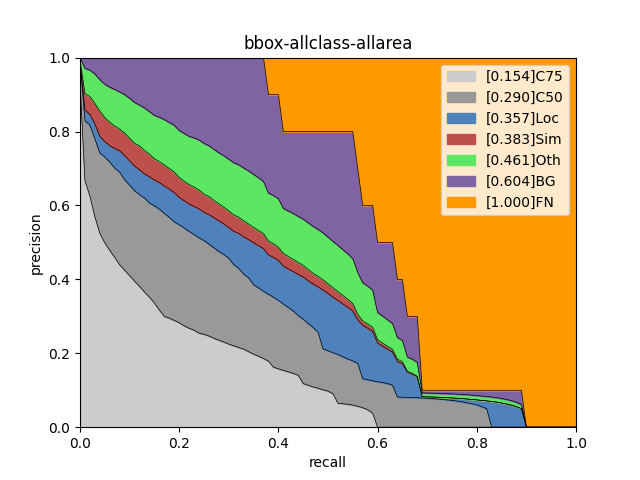 bbox-allclass-allarea
1.0
0.8
0.6
0.4
0.2
0.0
precision
[0.154]C75
[0.290]C50
[0.357]Loc
[0.383]Sim
[0.461]Oth
[0.604]BG
[1.000]FN
0.0 0.2 0.4 0.6 0.8 1.0
recall